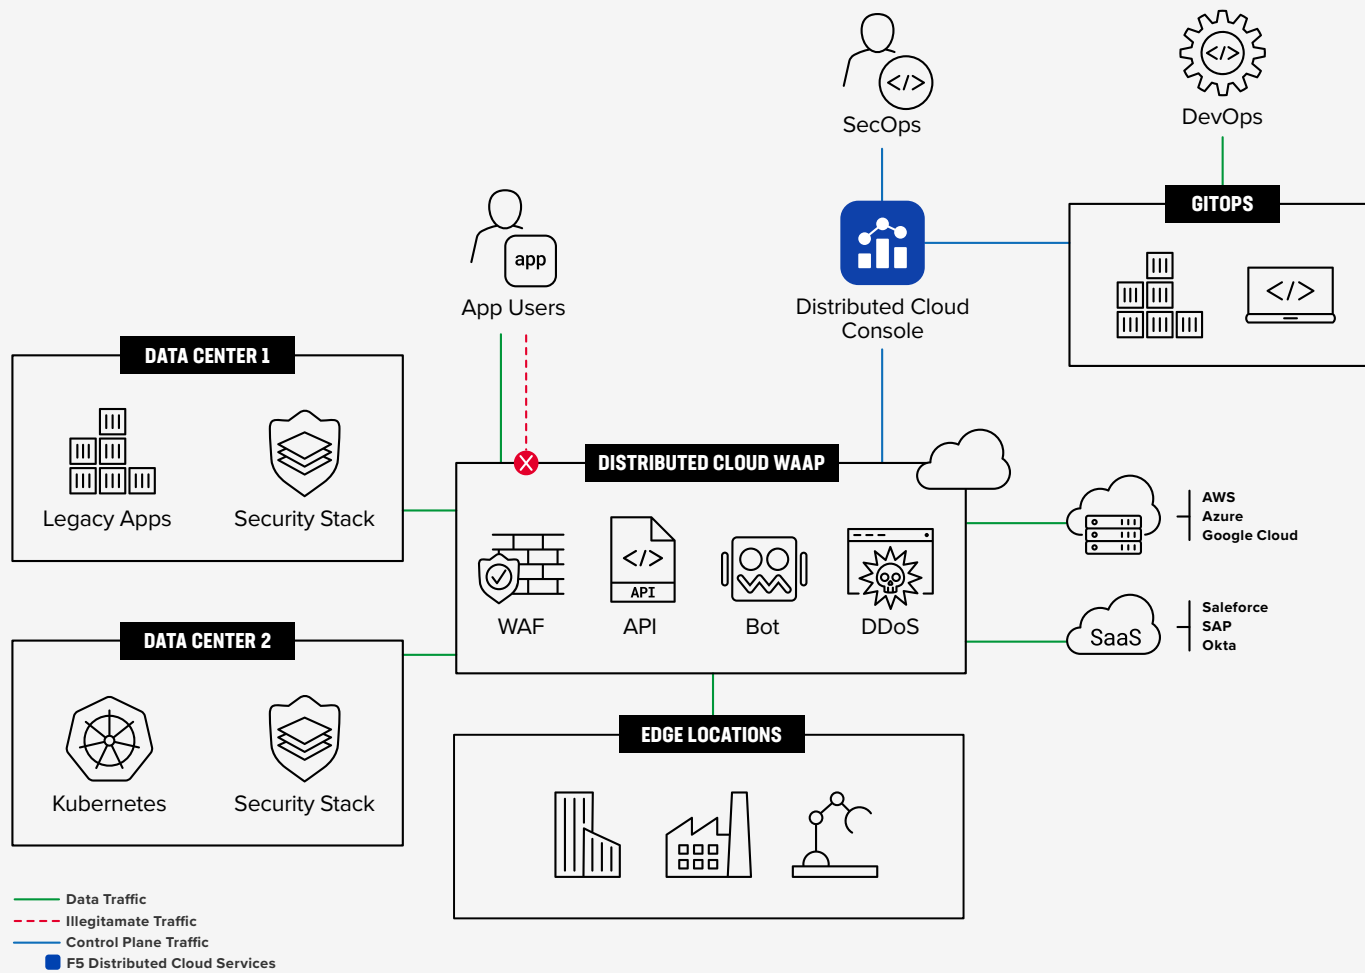 SecOps
DevOps
GITOPS
</>
</>
</>
app
App Users
Distributed Cloud
Console
DATA CENTER 1
Legacy Apps
Security Stack
DISTRIBUTED CLOUD WAAP
X
</>
API
WAF
API
Bot
DDoS
AWS
Azure
Google Cloud
SaaS
Saleforce
SAP
Okta
DATA CENTER 2
Kubernetes
Security Stack
EDGE LOCATIONS
Data Traffic
Illegitamate Traffic
Control Plane Traffic
F5 Distributed Cloud Services